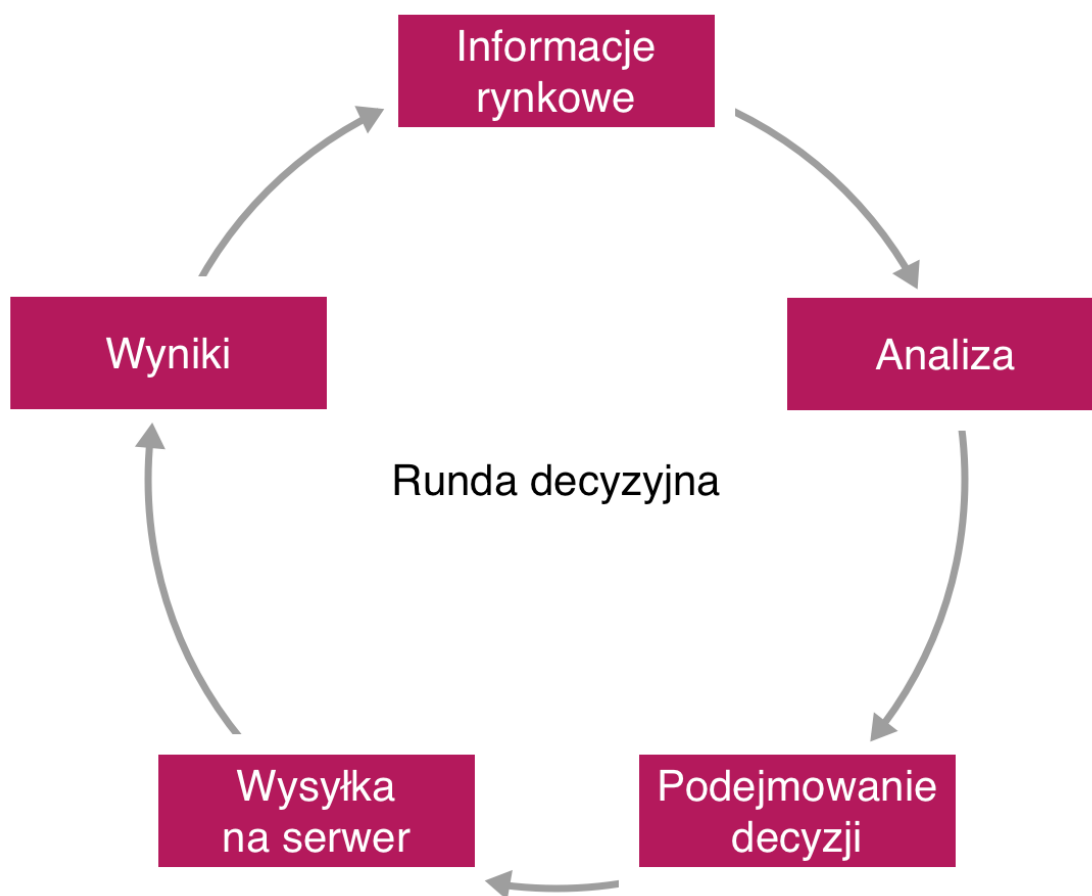 Informacje
rynkowe
Wyniki
Analiza
Runda decyzyjna
Wysyłka
na serwer
Podejmowanie
decyzji